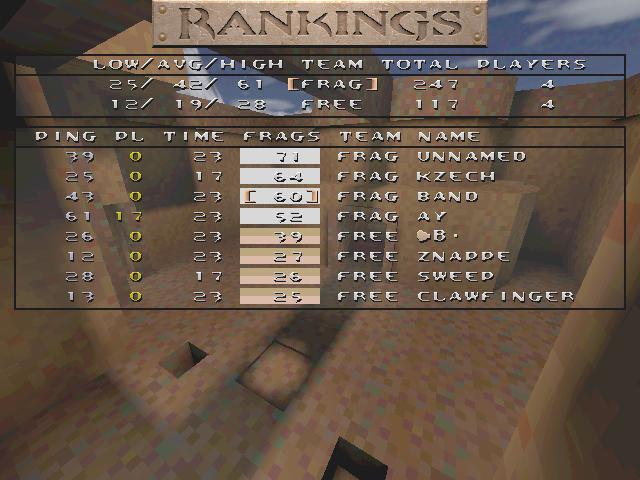 RANKINGS
LOW/AVG/HIGH TEAM TOTAL PLAYERS
25/ 42/ 61 [FRAG] 247 4
12/ 19/ 28 FREE 117 4
PING PL TIME FRAGS TEAM NAME
39 0 23 71 FRAG UNNAMED
25 0 17 64 FRAG KZECH
43 0 23 [ 60] FRAG BAND
61 17 23 52 FRAG AY
26 0 23 39 FREE B·
12 0 23 27 FREE ZNAPPE
28 0 17 26 FREE SWEEP
13 0 23 25 FREE CLAWFINGER